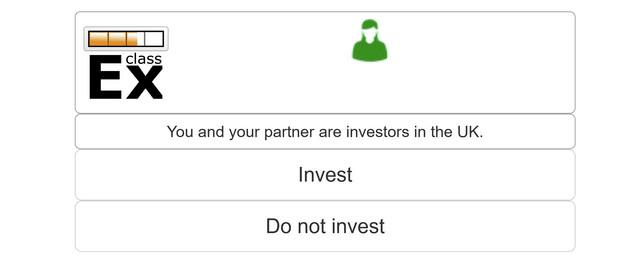 class
Ex
You and your partner are investors in the UK.
Invest
Do not invest